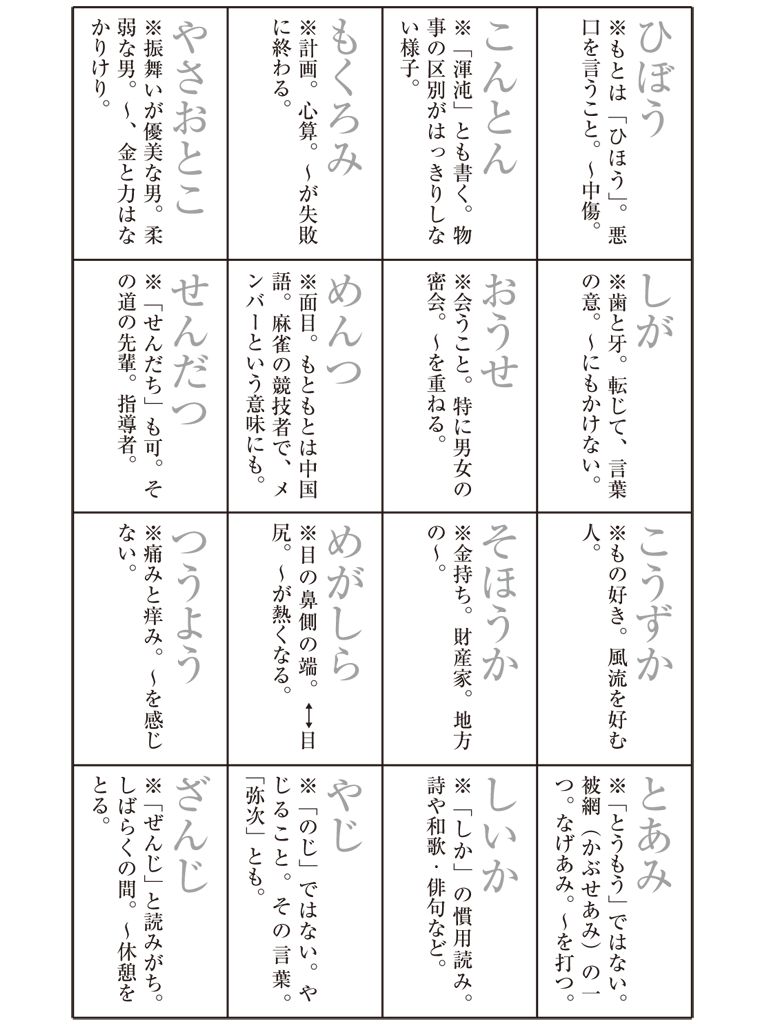 ひぼう
※もとは「ひほう」。悪
口を言うこと。～中傷。
こんとん
※「渾沌」とも書く。物
事の区別がはっきりしな
い様子。
もくろみ
※計画。心算。～が失敗
に終わる。
やさおとこ
※振舞いが優美な男。柔
弱な男。～、金と力はな
かりけり。
しが
※歯と牙。転じて、言葉
の意。～にもかけない。
おうせ
※会うこと。特に男女の
密会。～を重ねる。
めんつ
※面目。もともとは中国
語。麻雀の競技者で、メ
ンバーという意味にも。
せんだつ
※「せんだち」も可。そ
の道の先輩。指導者。
こうずか
※もの好き。風流を好む
人。
そほうか
※金持ち。財産家。地方
の～。
めがしら
※目の鼻側の端。↔目
尻。～が熱くなる。
つうよう
※痛みと痒み。～を感じ
ない。
とあみ
※「とうもう」ではない。
被網（かぶせあみ）の一
つ。なげあみ。～を打つ。
しいか
※「しか」の慣用読み。
詩や和歌・俳句など。
やじ
※「のじ」ではない。や
じること。その言葉。
「弥次」とも。
ざんじ
※「ぜんじ」と読みがち。
しばらくの間。～休憩を
とる。